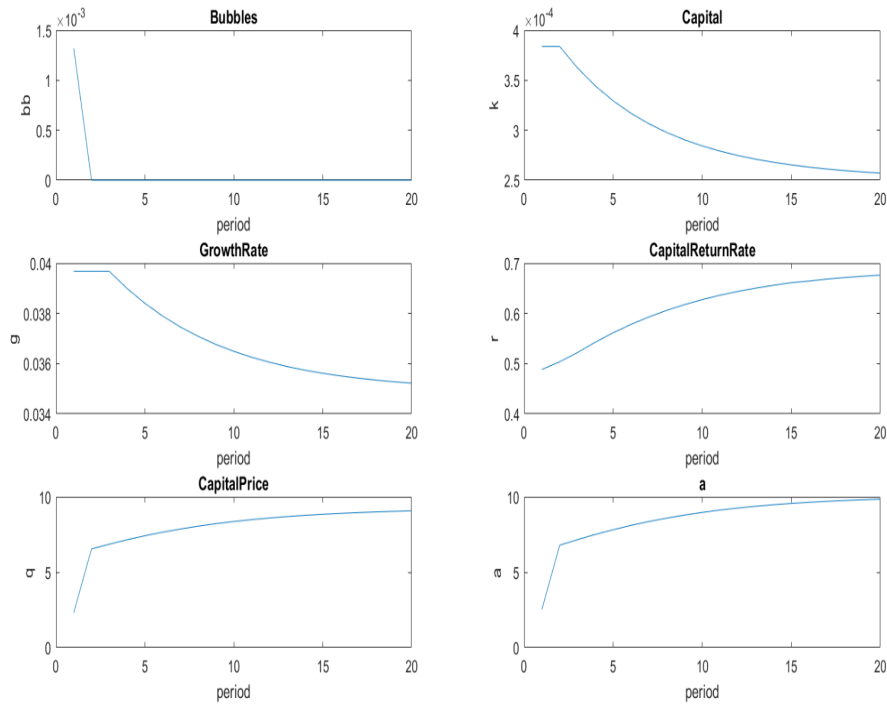 Bubbles
×10⁻³
1.5
1
0.5
0
bb
0 5 10 15 20
period
Capital
×10⁻⁴
4
3.5
3
2.5
k
0 5 10 15 20
period
GrowthRate
0.04
0.038
0.036
0.034
g
0 5 10 15 20
period
CapitalReturnRate
0.7
0.6
0.5
0.4
r
0 5 10 15 20
period
CapitalPrice
10
5
0
q
0 5 10 15 20
period
a
10
5
0
a
0 5 10 15 20
period